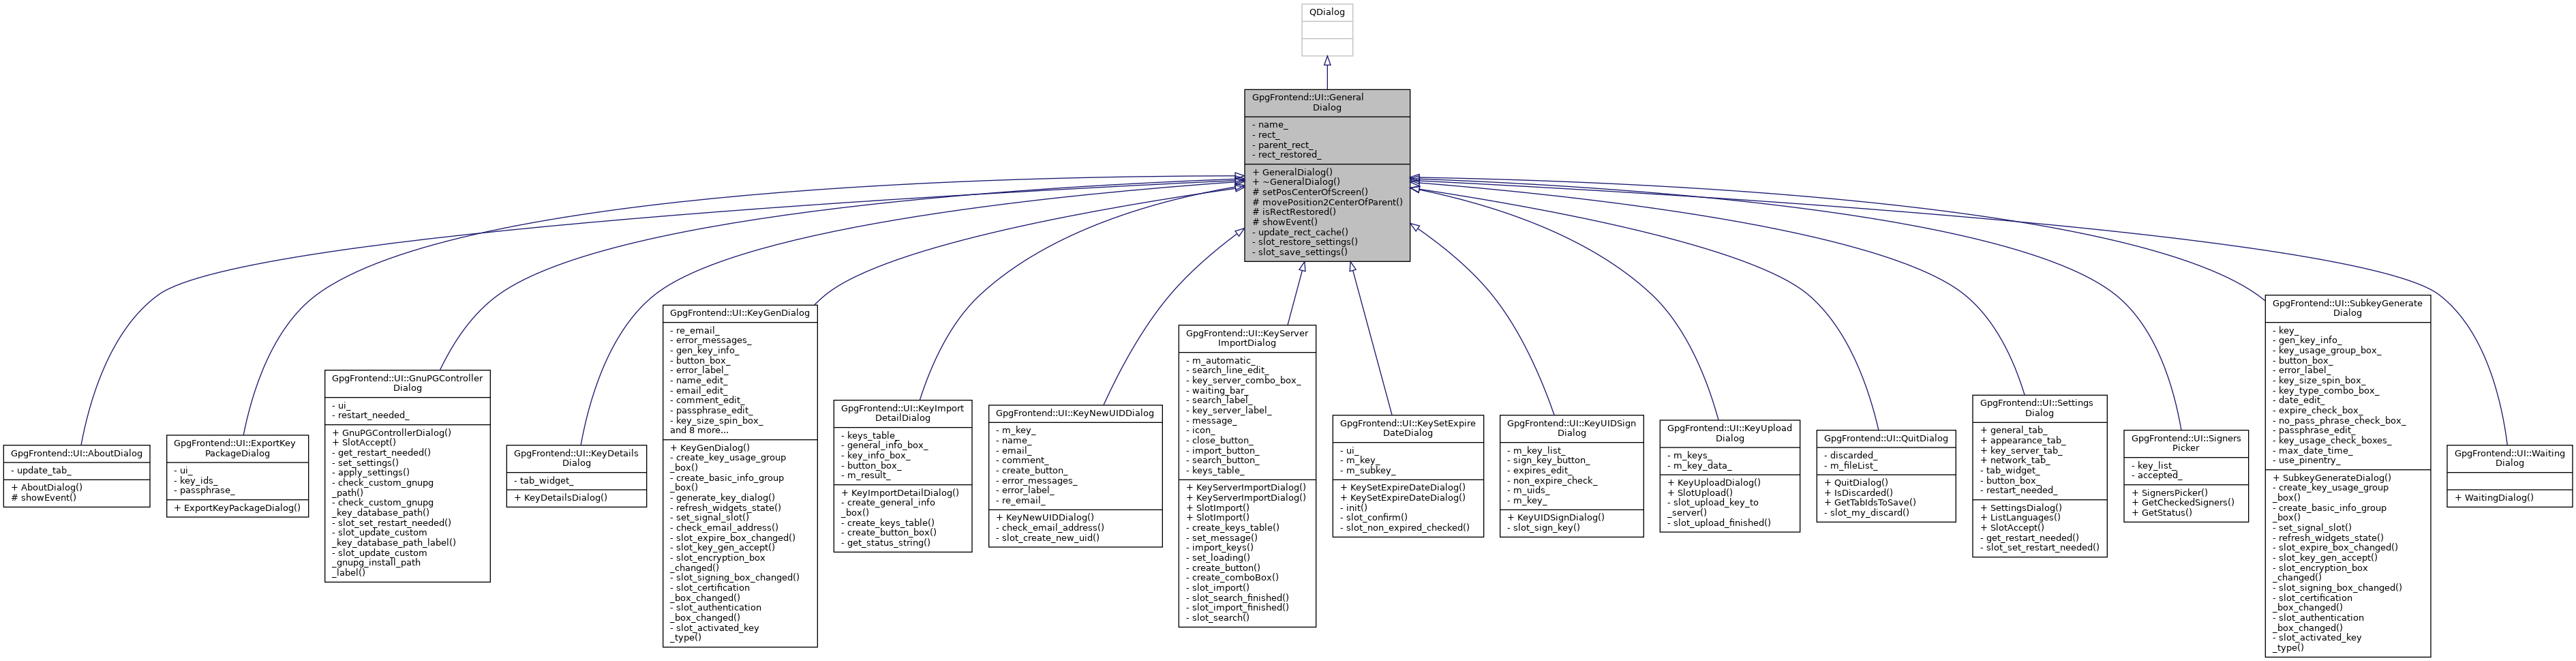 QDialog
GpgFrontend::UI::General
Dialog
- name_
- rect_
- parent_rect_
- rect_restored_
+ GeneralDialog()
+ ~GeneralDialog()
# setPosCenterOfScreen()
# movePosition2CenterOfParent()
# isRectRestored()
# showEvent()
- update_rect_cache()
- slot_restore_settings()
- slot_save_settings()
GpgFrontend::UI::AboutDialog
- update_tab_
+ AboutDialog()
# showEvent()
GpgFrontend::UI::ExportKey
PackageDialog
- ui_
- key_ids_
- passphrase_
+ ExportKeyPackageDialog()
GpgFrontend::UI::GnuPGController
Dialog
- ui_
- restart_needed_
+ GnuPGControllerDialog()
+ SlotAccept()
- get_restart_needed()
- set_settings()
- apply_settings()
- check_custom_gnupg
_path()
- check_custom_gnupg
_key_database_path()
- slot_set_restart_needed()
- slot_update_custom
_key_database_path_label()
- slot_update_custom
_gnupg_install_path
_label()
GpgFrontend::UI::KeyDetails
Dialog
- tab_widget_
+ KeyDetailsDialog()
GpgFrontend::UI::KeyGenDialog
- re_email_
- error_messages_
- gen_key_info_
- button_box_
- error_label_
- name_edit_
- email_edit_
- comment_edit_
- passphrase_edit_
- key_size_spin_box_
and 8 more...
+ KeyGenDialog()
- create_key_usage_group
_box()
- create_basic_info_group
_box()
- generate_key_dialog()
- refresh_widgets_state()
- set_signal_slot()
- check_email_address()
- slot_expire_box_changed()
- slot_key_gen_accept()
- slot_encryption_box
_changed()
- slot_signing_box_changed()
- slot_certification
_box_changed()
- slot_authentication
_box_changed()
- slot_activated_key
_type()
GpgFrontend::UI::KeyImport
DetailDialog
- keys_table_
- general_info_box_
- key_info_box_
- button_box_
- m_result_
+ KeyImportDetailDialog()
- create_general_info
_box()
- create_keys_table()
- create_button_box()
- get_status_string()
GpgFrontend::UI::KeyNewUIDDialog
- m_key_
- name_
- email_
- comment_
- create_button_
- error_messages_
- error_label_
- re_email_
+ KeyNewUIDDialog()
- check_email_address()
- slot_create_new_uid()
GpgFrontend::UI::KeyServer
ImportDialog
- m_automatic_
- search_line_edit_
- key_server_combo_box_
- waiting_bar_
- search_label_
- key_server_label_
- message_
- icon_
- close_button_
- import_button_
- search_button_
- keys_table_
+ KeyServerImportDialog()
+ KeyServerImportDialog()
+ SlotImport()
+ SlotImport()
- create_keys_table()
- set_message()
- import_keys()
- set_loading()
- create_button()
- create_comboBox()
- slot_import()
- slot_search_finished()
- slot_import_finished()
- slot_search()
GpgFrontend::UI::KeySetExpire
DateDialog
- ui_
- m_key_
- m_subkey_
+ KeySetExpireDateDialog()
+ KeySetExpireDateDialog()
- init()
- slot_confirm()
- slot_non_expired_checked()
GpgFrontend::UI::KeyUIDSign
Dialog
- m_key_list_
- sign_key_button_
- expires_edit_
- non_expire_check_
- m_uids_
- m_key_
+ KeyUIDSignDialog()
- slot_sign_key()
GpgFrontend::UI::KeyUpload
Dialog
- m_keys_
- m_key_data_
+ KeyUploadDialog()
+ SlotUpload()
- slot_upload_key_to
_server()
- slot_upload_finished()
GpgFrontend::UI::QuitDialog
- discarded_
- m_fileList_
+ QuitDialog()
+ IsDiscarded()
+ GetTabIdsToSave()
- slot_my_discard()
GpgFrontend::UI::Settings
Dialog
+ general_tab_
+ appearance_tab_
+ key_server_tab_
+ network_tab_
- tab_widget_
- button_box_
- restart_needed_
+ SettingsDialog()
+ ListLanguages()
+ SlotAccept()
- get_restart_needed()
- slot_set_restart_needed()
GpgFrontend::UI::Signers
Picker
- key_list_
- accepted_
+ SignersPicker()
+ GetCheckedSigners()
+ GetStatus()
GpgFrontend::UI::SubkeyGenerate
Dialog
- key_
- gen_key_info_
- key_usage_group_box_
- button_box_
- error_label_
- key_size_spin_box_
- key_type_combo_box_
- date_edit_
- expire_check_box_
- no_pass_phrase_check_box_
- passphrase_edit_
- key_usage_check_boxes_
- max_date_time_
- use_pinentry_
+ SubkeyGenerateDialog()
- create_key_usage_group
_box()
- create_basic_info_group
_box()
- set_signal_slot()
- refresh_widgets_state()
- slot_expire_box_changed()
- slot_key_gen_accept()
- slot_encryption_box
_changed()
- slot_signing_box_changed()
- slot_certification
_box_changed()
- slot_authentication
_box_changed()
- slot_activated_key
_type()
GpgFrontend::UI::Waiting
Dialog
+ WaitingDialog()